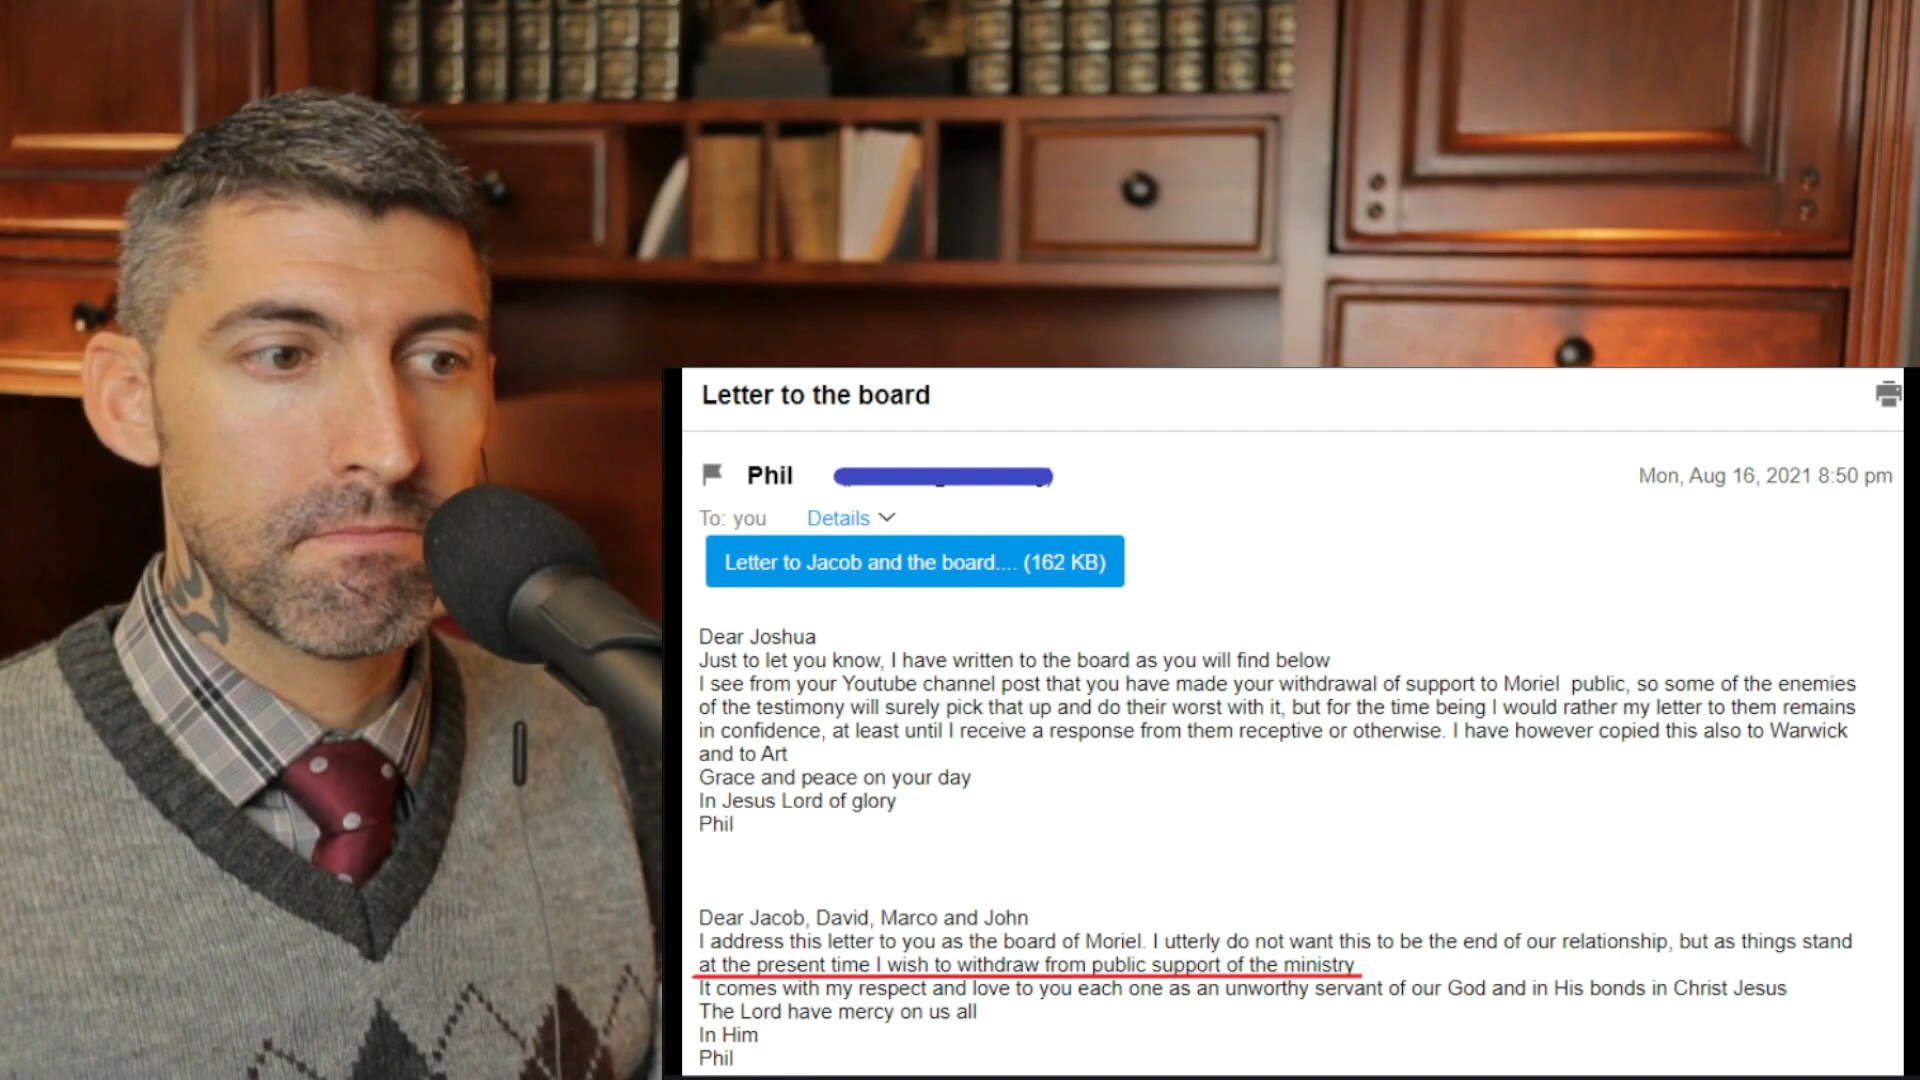 Letter to the board
Phil
Mon, Aug 16, 2021 8:50 pm
To: you Details
Letter to Jacob and the board.... (162 KB)
Dear Joshua
Just to let you know, I have written to the board as you will find below
I see from your Youtube channel post that you have made your withdrawal of support to Moriel public, so some of the enemies
of the testimony will surely pick that up and do their worst with it, but for the time being I would rather my letter to them remains
in confidence, at least until I receive a response from them receptive or otherwise. I have however copied this also to Warwick
and to Art
Grace and peace on your day
In Jesus Lord of glory
Phil
Dear Jacob, David, Marco and John
I address this letter to you as the board of Moriel. I utterly do not want this to be the end of our relationship, but as things stand
at the present time I wish to withdraw from public support of the ministry
It comes with my respect and love to you each one as an unworthy servant of our God and in His bonds in Christ Jesus
The Lord have mercy on us all
In Him
Phil